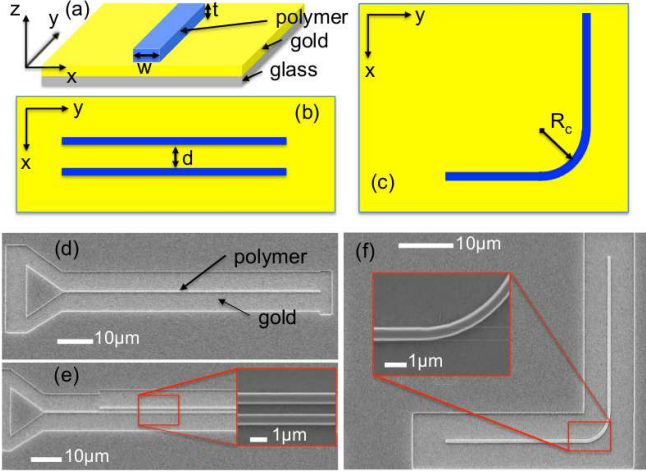 (a)
z
y
x
w
t
polymer
gold
glass
(b)
y
x
d
y
x
Rc
(c)
(d)
polymer
gold
10μm
(e)
10μm
1μm
(f)
10μm
1μm